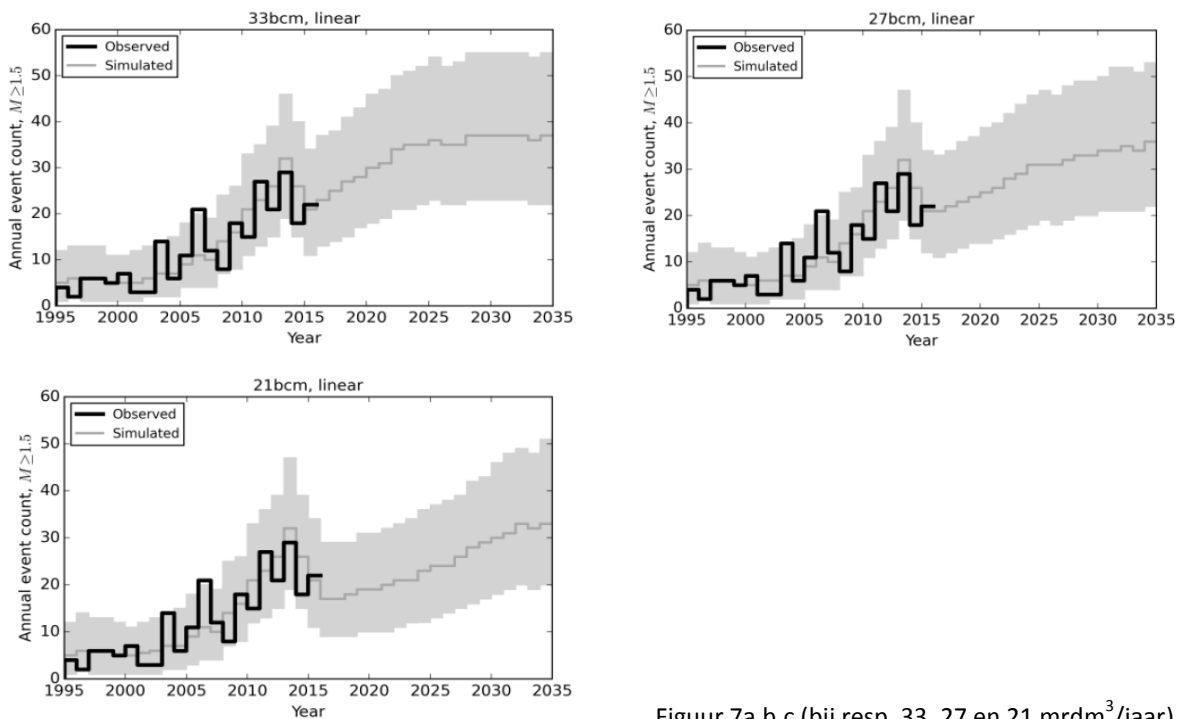 33bcm, linear
Observed
Simulated
Annual event count, M ≥1.5
60
50
40
30
20
10
0
1995 2000 2005 2010 2015 2020 2025 2030 2035
Year
27bcm, linear
Observed
Simulated
Annual event count, M ≥1.5
60
50
40
30
20
10
0
1995 2000 2005 2010 2015 2020 2025 2030 2035
Year
21bcm, linear
Observed
Simulated
Annual event count, M ≥1.5
60
50
40
30
20
10
0
1995 2000 2005 2010 2015 2020 2025 2030 2035
Year
Figuur 7a,b,c (bij resp. 33, 27 en 21 mrdm³/jaar)